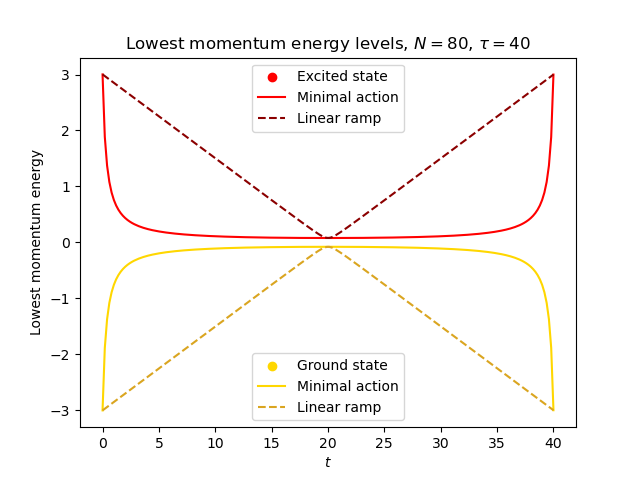 Lowest momentum energy levels, N = 80, τ = 40
Lowest momentum energy
3
2
1
0
−1
−2
−3
Excited state
Minimal action
Linear ramp
Ground state
Minimal action
Linear ramp
0 5 10 15 20 25 30 35 40
t